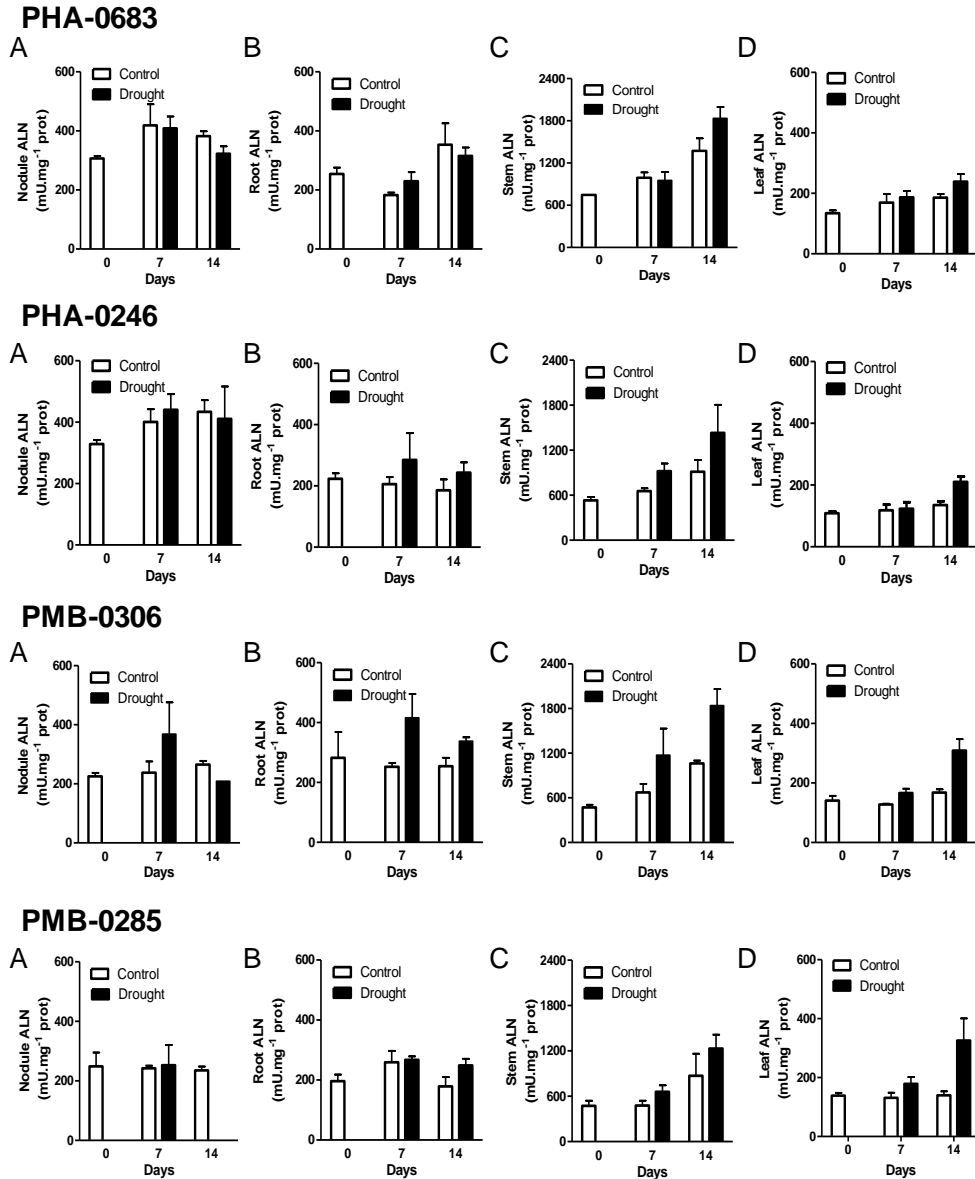 PHA-0683
A
B
C
D
600
400
200
0
Nodule ALN
(mU.mg⁻¹ prot)
Control
Drought
0 7 14
Days
600
400
200
0
Root ALN
(mU.mg⁻¹ prot)
Control
Drought
0 7 14
Days
2400
1800
1200
600
0
Stem ALN
(mU.mg⁻¹ prot)
Control
Drought
0 7 14
Days
600
400
200
0
Leaf ALN
(mU.mg⁻¹ prot)
Control
Drought
0 7 14
Days
PHA-0246
A
B
C
D
600
400
200
0
Nodule ALN
(mU.mg⁻¹ prot)
Control
Drought
0 7 14
Days
600
400
200
0
Root ALN
(mU.mg⁻¹ prot)
Control
Drought
0 7 14
Days
2400
1800
1200
600
0
Stem ALN
(mU.mg⁻¹ prot)
Control
Drought
0 7 14
Days
600
400
200
0
Leaf ALN
(mU.mg⁻¹ prot)
Control
Drought
0 7 14
Days
PMB-0306
A
B
C
D
600
400
200
0
Nodule ALN
(mU.mg⁻¹ prot)
Control
Drought
0 7 14
Days
600
400
200
0
Root ALN
(mU.mg⁻¹ prot)
Control
Drought
0 7 14
Days
2400
1800
1200
600
0
Stem ALN
(mU.mg⁻¹ prot)
Control
Drought
0 7 14
Days
600
400
200
0
Leaf ALN
(mU.mg⁻¹ prot)
Control
Drought
0 7 14
Days
PMB-0285
A
B
C
D
600
400
200
0
Nodule ALN
(mU.mg⁻¹ prot)
Control
Drought
0 7 14
Days
600
400
200
0
Root ALN
(mU.mg⁻¹ prot)
Control
Drought
0 7 14
Days
2400
1800
1200
600
0
Stem ALN
(mU.mg⁻¹ prot)
Control
Drought
0 7 14
Days
600
400
200
0
Leaf ALN
(mU.mg⁻¹ prot)
Control
Drought
0 7 14
Days